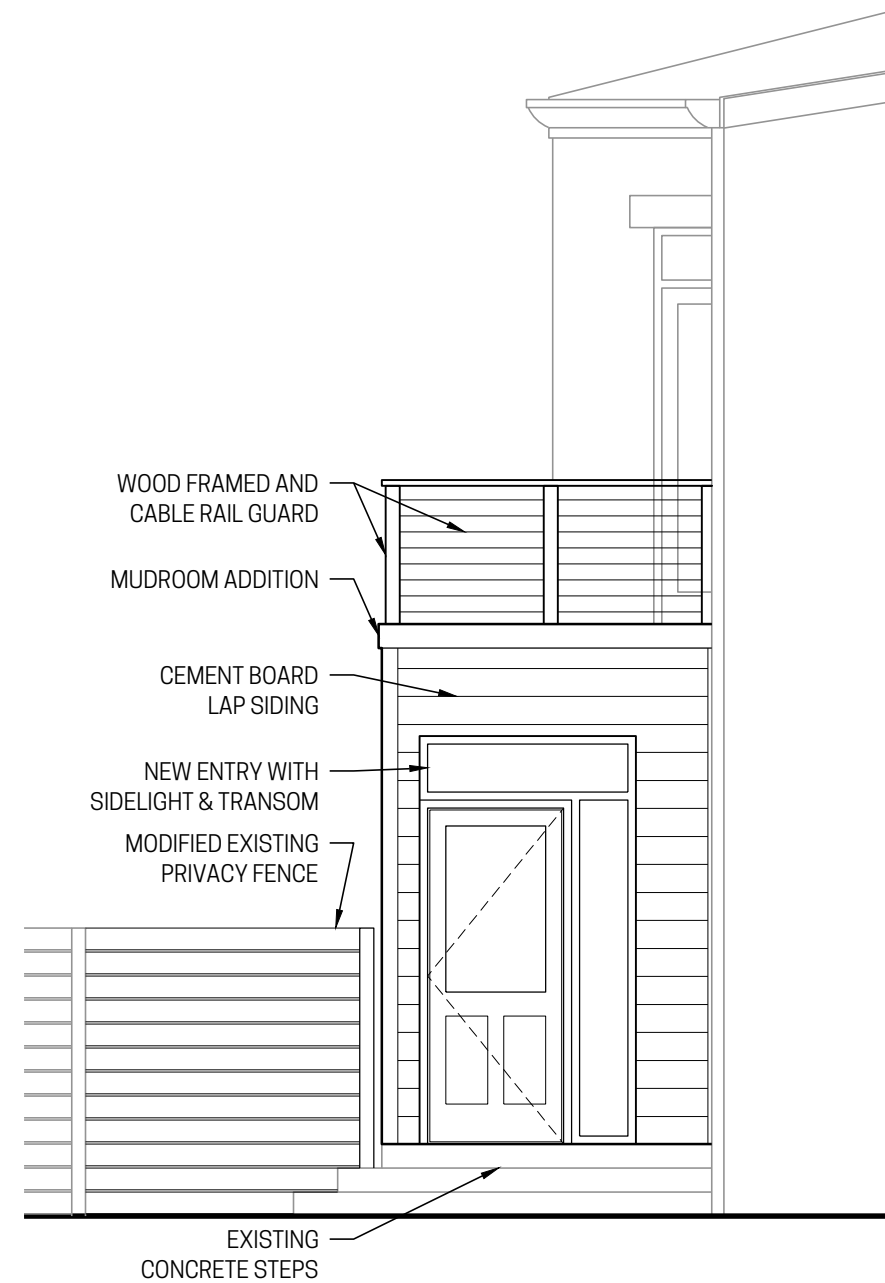 WOOD FRAMED AND
CABLE RAIL GUARD
MUDROOM ADDITION
CEMENT BOARD
LAP SIDING
NEW ENTRY WITH
SIDELIGHT & TRANSOM
MODIFIED EXISTING
PRIVACY FENCE
EXISTING
CONCRETE STEPS